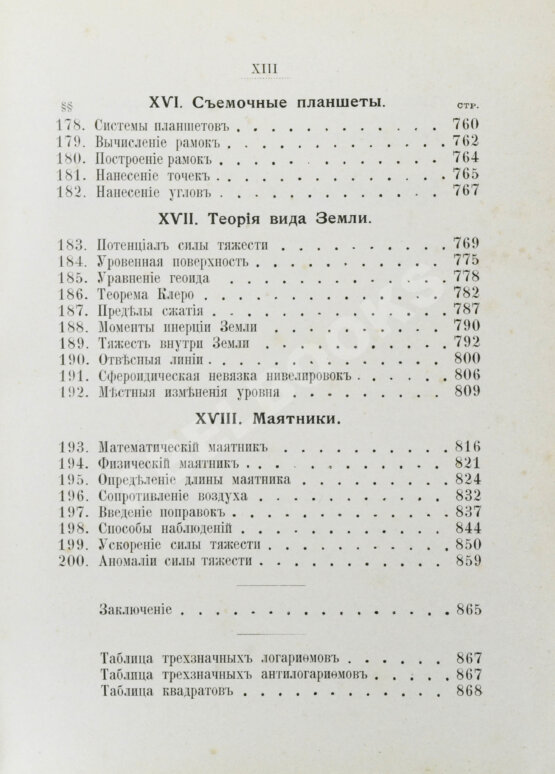 XIII
§§ XVI. Съемочные планшеты. СТР.
178. Системы планшетовъ . . . . . . . . . . . . 760
179. Вычисленіе рамокъ . . . . . . . . . . . . 762
180. Построеніе рамокъ . . . . . . . . . . . . 764
181. Нанесеніе точекъ . . . . . . . . . . . . 765
182. Нанесеніе угловъ . . . . . . . . . . . . 767
XVII. Теорія вида Земли.
183. Потенціалъ силы тяжести . . . . . . . . . . 769
184. Уровенная поверхность . . . . . . . . . . . 775
185. Уравненіе геоида . . . . . . . . . . . . 778
186. Теорема Клеро . . . . . . . . . . . . . 782
187. Предѣлы сжатія . . . . . . . . . . . . 787
188. Моменты инерціи Земли . . . . . . . . . . 790
189. Тяжесть внутри Земли . . . . . . . . . . 792
190. Отвѣсныя линіи . . . . . . . . . . . . 800
191. Сфероидическая невязка нивелировокъ . . . . . . 806
192. Мѣстныя измѣненія уровня . . . . . . . . . 809
XVIII. Маятники.
193. Математическій маятникъ . . . . . . . . . 816
194. Физическій маятникъ . . . . . . . . . . . 821
195. Опредѣленіе длины маятника . . . . . . . . 824
196. Сопротивленіе воздуха . . . . . . . . . . 832
197. Введеніе поправокъ . . . . . . . . . . . 837
198. Способы наблюденій . . . . . . . . . . . 844
199. Ускореніе силы тяжести . . . . . . . . . . 850
200. Аномаліи силы тяжести . . . . . . . . . . 859
Заключеніе . . . . . . . . . . . . . . 865
Таблица трехзначныхъ логариѳмовъ . . . . . . 867
Таблица трехзначныхъ антилогариѳмовъ . . . . . 867
Таблица квадратовъ . . . . . . . . . . . 868